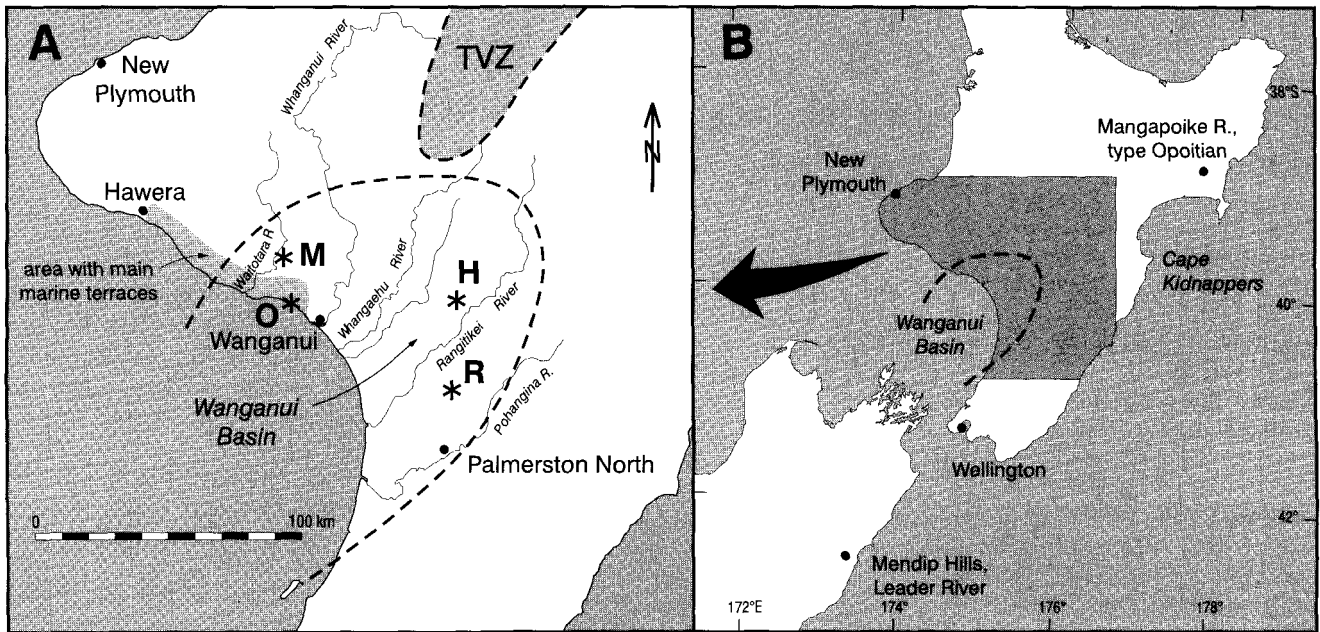 A
New
Plymouth
Whanganui River
TVZ
N
Hawera
area with main
marine terraces
Waitotara R
M
O
Wanganui
Whangaehu River
H
Rangitikei River
R
Wanganui
Basin
Pohangina R.
Palmerston North
0
100 km
B
38°S
Mangapoike R.,
type Opoitian
New
Plymouth
Cape
Kidnappers
40°
Wanganui
Basin
Wellington
42°
Mendip Hills,
Leader River
172°E
174°
176°
178°